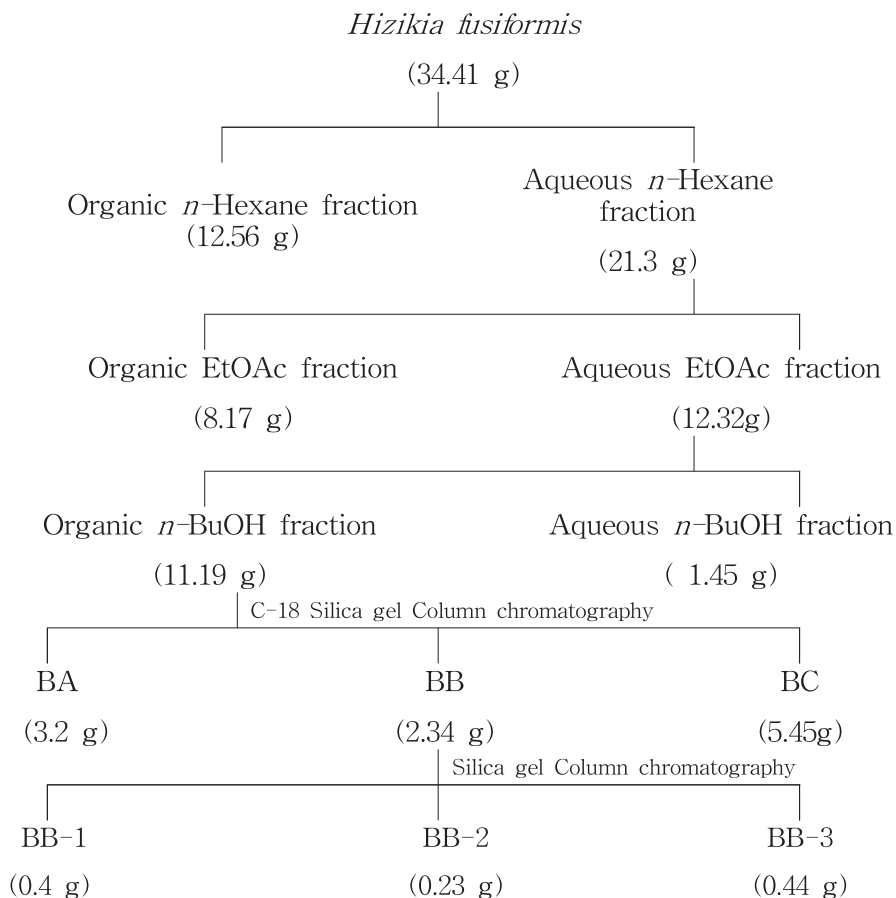 Hizikia fusiformis
(34.41 g)
Organic n-Hexane fraction
(12.56 g)
Aqueous n-Hexane
fraction
(21.3 g)
Organic EtOAc fraction
(8.17 g)
Aqueous EtOAc fraction
(12.32g)
Organic n-BuOH fraction
(11.19 g)
Aqueous n-BuOH fraction
( 1.45 g)
C-18 Silica gel Column chromatography
BA
(3.2 g)
BB
(2.34 g)
BC
(5.45g)
Silica gel Column chromatography
BB-1
(0.4 g)
BB-2
(0.23 g)
BB-3
(0.44 g)